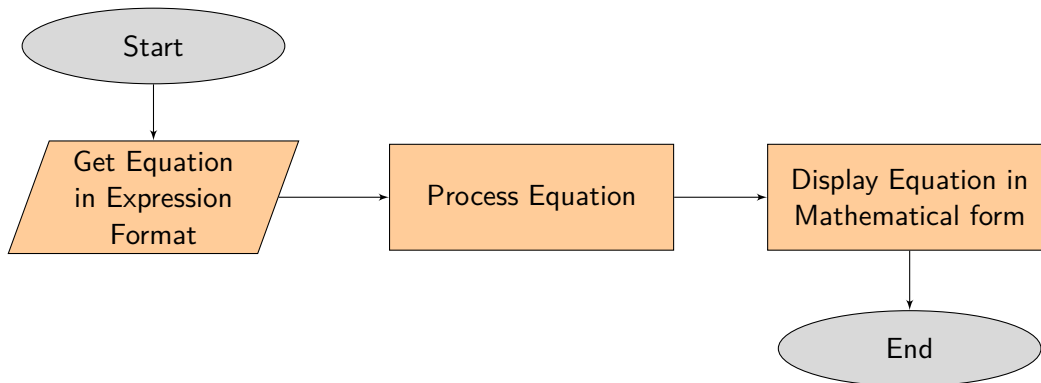 Start
Get Equation
in Expression
Format
Process Equation
Display Equation in
Mathematical form
End